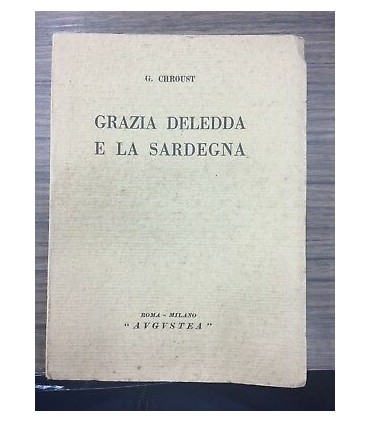 G. CHROUST
GRAZIA DELEDDA
E LA SARDEGNA
ROMA - MILANO
"AVGVSTEA"